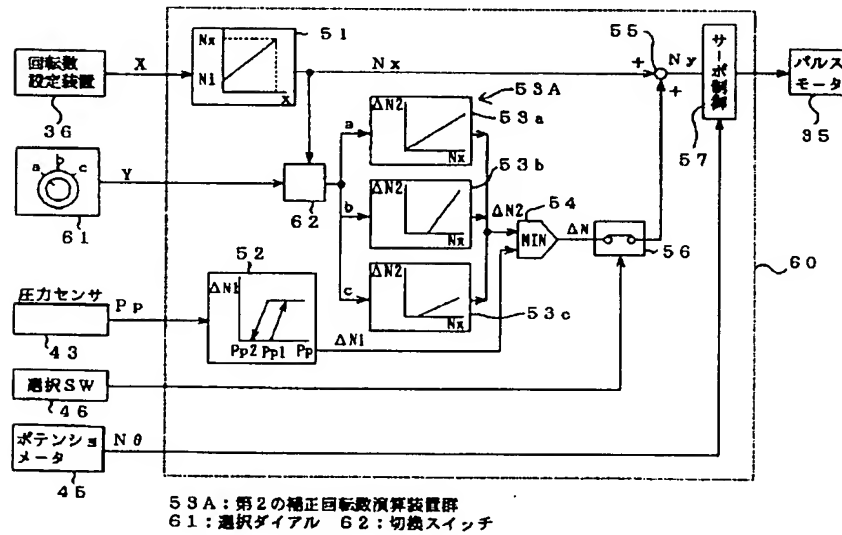 回転数
設定装置
36
X
Nx
Ni
X
51
Nx
a
b
c
61
Y
62
a
b
c
53A
ΔN2
Nx
53a
ΔN2
Nx
53b
ΔN2
Nx
53c
52
ΔN1
Pp2 Pp1 Pp
ΔN1
ΔN2
54
MIN
ΔN
56
55
+
+
Ny
サーボ制御
57
パルス
モータ
35
60
圧力センサ
Pp
43
選択SW
46
ポテンショ
メータ
Nθ
45
53A:第2の補正回転数演算装置群
61:選択ダイアル 62:切換スイッチ